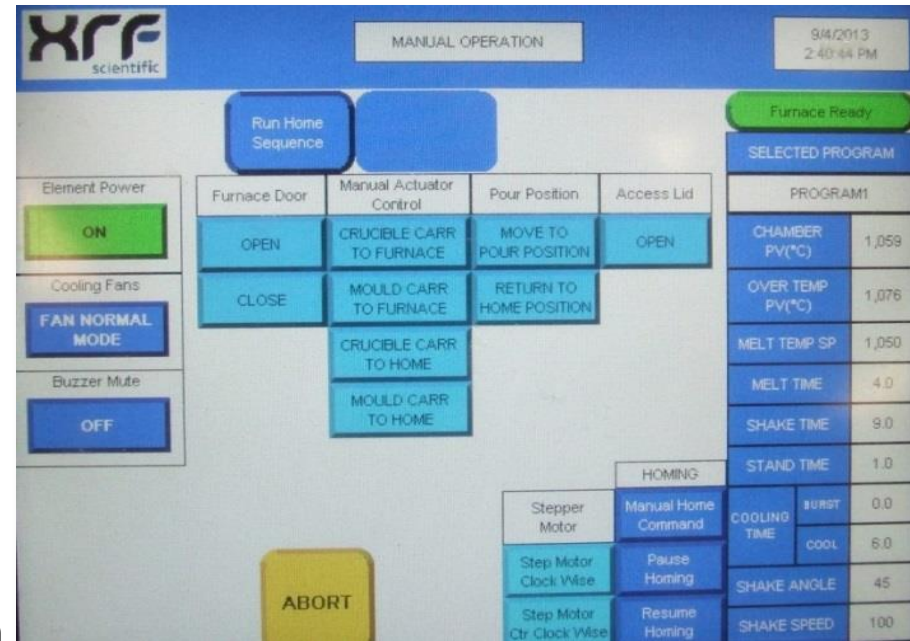 XRF
scientific
MANUAL OPERATION
9/4/2013
2:40:44 PM
Run Home
Sequence
Furnace Ready
SELECTED PROGRAM
PROGRAM1
Element Power
ON
Cooling Fans
FAN NORMAL
MODE
Buzzer Mute
OFF
Furnace Door
OPEN
CLOSE
Manual Actuator
Control
CRUCIBLE CARR
TO FURNACE
MOULD CARR
TO FURNACE
CRUCIBLE CARR
TO HOME
MOULD CARR
TO HOME
Pour Position
MOVE TO
POUR POSITION
RETURN TO
HOME POSITION
Access Lid
OPEN
CHAMBER
PV(°C)
1,059
OVER TEMP
PV(°C)
1,076
MELT TEMP SP
1,050
MELT TIME
4.0
SHAKE TIME
9.0
STAND TIME
1.0
COOLING
TIME
BURST
0.0
COOL
6.0
SHAKE ANGLE
45
SHAKE SPEED
100
ABORT
Stepper
Motor
Step Motor
Clock Wise
Step Motor
Ctr Clock Wise
HOMING
Manual Home
Command
Pause
Homing
Resume
Homing